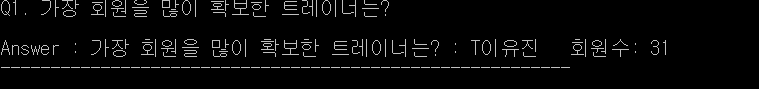 Q1. 가장 회원을 많이 확보한 트레이너는?
Answer : 가장 회원을 많이 확보한 트레이너는? : T이유진 회원수: 31
------------------------------------------------------------